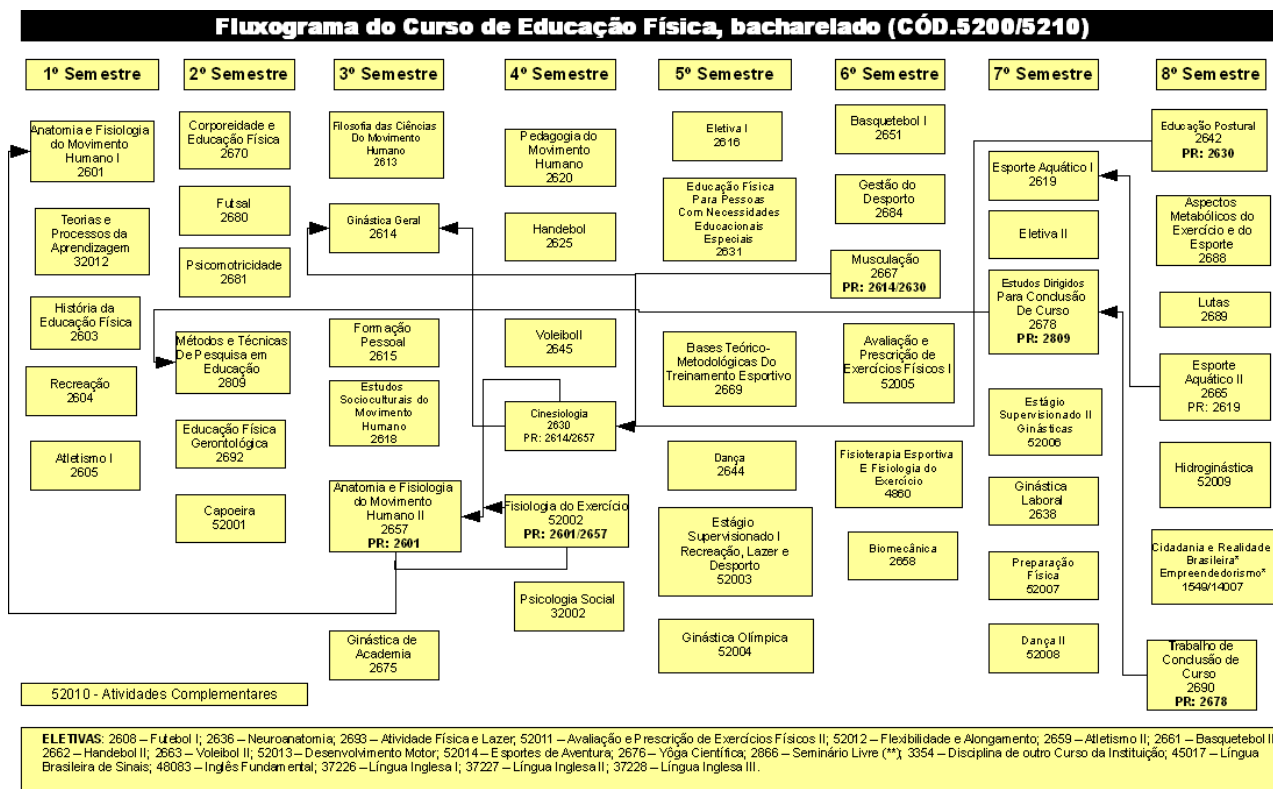 Fluxograma do Curso de Educação Física, bacharelado (CÓD.5200/5210)
1º Semestre
2º Semestre
3º Semestre
4º Semestre
5º Semestre
6º Semestre
7º Semestre
8º Semestre
Anatomia e Fisiologia
do Movimento
Humano I
2601
Teorias e
Processos da
Aprendizagem
32012
História da
Educação Física
2603
Recreação
2604
Atletismo I
2605
Corporeidade e
Educação Física
2670
Futsal
2680
Psicomotricidade
2681
Métodos e Técnicas
De Pesquisa em
Educação
2809
Educação Física
Gerontológica
2692
Capoeira
52001
Filosofia das Ciências
Do Movimento
Humano
2613
Ginástica Geral
2614
Formação
Pessoal
2615
Estudos
Socioculturais do
Movimento
Humano
2618
Anatomia e Fisiologia
do Movimento
Humano II
2657
PR: 2601
Ginástica de
Academia
2675
Pedagogia do
Movimento
Humano
2620
Handebol
2625
VoleibolI
2645
Cinesiologia
2630
PR: 2614/2657
Fisiologia do Exercício
52002
PR: 2601/2657
Psicologia Social
32002
Eletiva I
2616
Educação Física
Para Pessoas
Com Necessidades
Educacionais
Especiais
2631
Bases Teórico-
Metodológicas Do
Treinamento Esportivo
2669
Dança
2644
Estágio
Supervisionado I
Recreação, Lazer e
Desporto
52003
Ginástica Olímpica
52004
Basquetebol I
2651
Gestão do
Desporto
2684
Musculação
2667
PR: 2614/2630
Avaliação e
Prescrição de
Exercícios Físicos I
52005
Fisioterapia Esportiva
E Fisiologia do
Exercício
4860
Biomecânica
2658
Esporte Aquático I
2619
Eletiva II
Estudos Dirigidos
Para Conclusão
De Curso
2678
PR: 2809
Estágio
Supervisionado II
Ginásticas
52006
Ginástica
Laboral
2638
Preparação
Física
52007
Dança II
52008
Educação Postural
2642
PR: 2630
Aspectos
Metabólicos do
Exercício e do
Esporte
2688
Lutas
2689
Esporte
Aquático II
2665
PR: 2619
Hidroginástica
52009
Cidadania e Realidade
Brasileira*
Empreendedorismo*
1549/14007
Trabalho de
Conclusão de
Curso
2690
PR: 2678
52010 - Atividades Complementares
ELETIVAS: 2608 – Futebol I; 2636 – Neuroanatomia; 2693 – Atividade Física e Lazer; 52011 – Avaliação e Prescrição de Exercícios Físicos II; 52012 – Flexibilidade e Alongamento; 2659 – Atletismo II; 2661 – Basquetebol II
2662 – Handebol II; 2663 – Voleibol II; 52013 – Desenvolvimento Motor; 52014 – Esportes de Aventura; 2676 – Yôga Científica; 2866 – Seminário Livre (**); 3354 – Disciplina de outro Curso da Instituição; 45017 – Língua
Brasileira de Sinais; 48083 – Inglês Fundamental; 37226 – Língua Inglesa I; 37227 – Língua Inglesa II; 37228 – Língua Inglesa III.